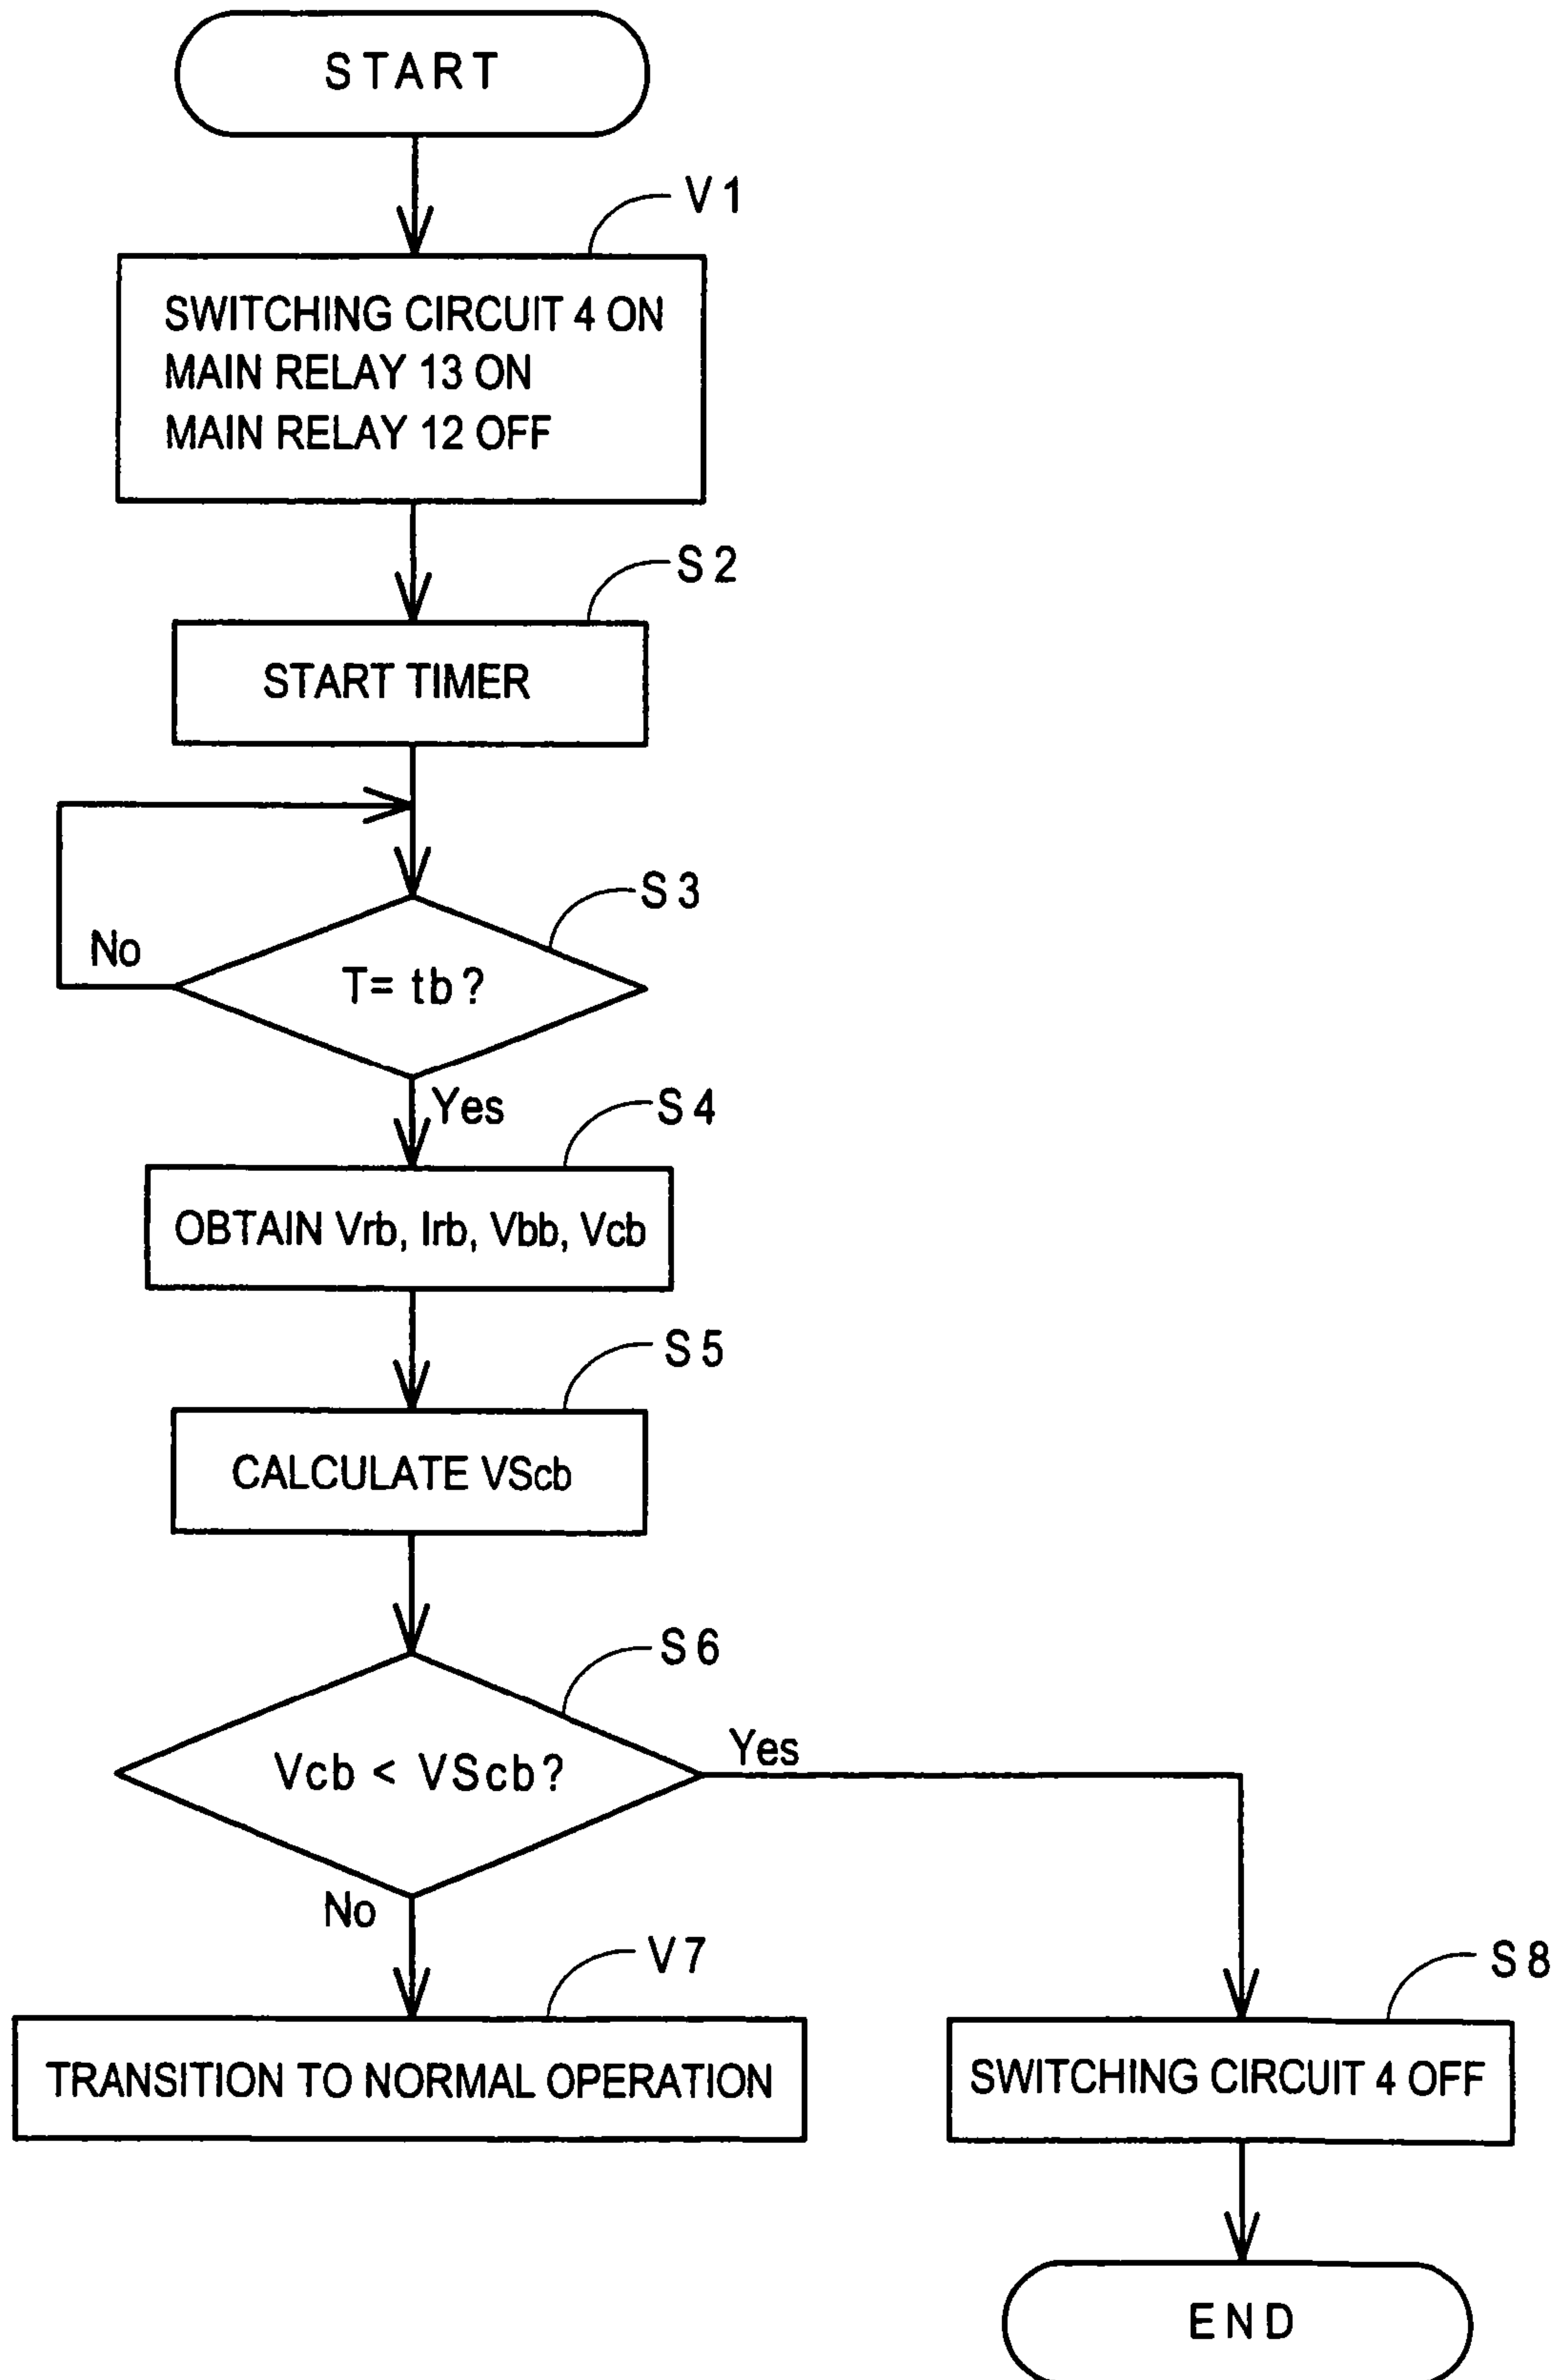 START
V1
SWITCHING CIRCUIT 4 ON
MAIN RELAY 13 ON
MAIN RELAY 12 OFF
S2
START TIMER
S3
No
T= tb?
Yes
S4
OBTAIN Vrb, Irb, Vbb, Vcb
S5
CALCULATE VScb
S6
Vcb < VScb?
Yes
No
V7
S8
TRANSITION TO NORMAL OPERATION
SWITCHING CIRCUIT 4 OFF
END